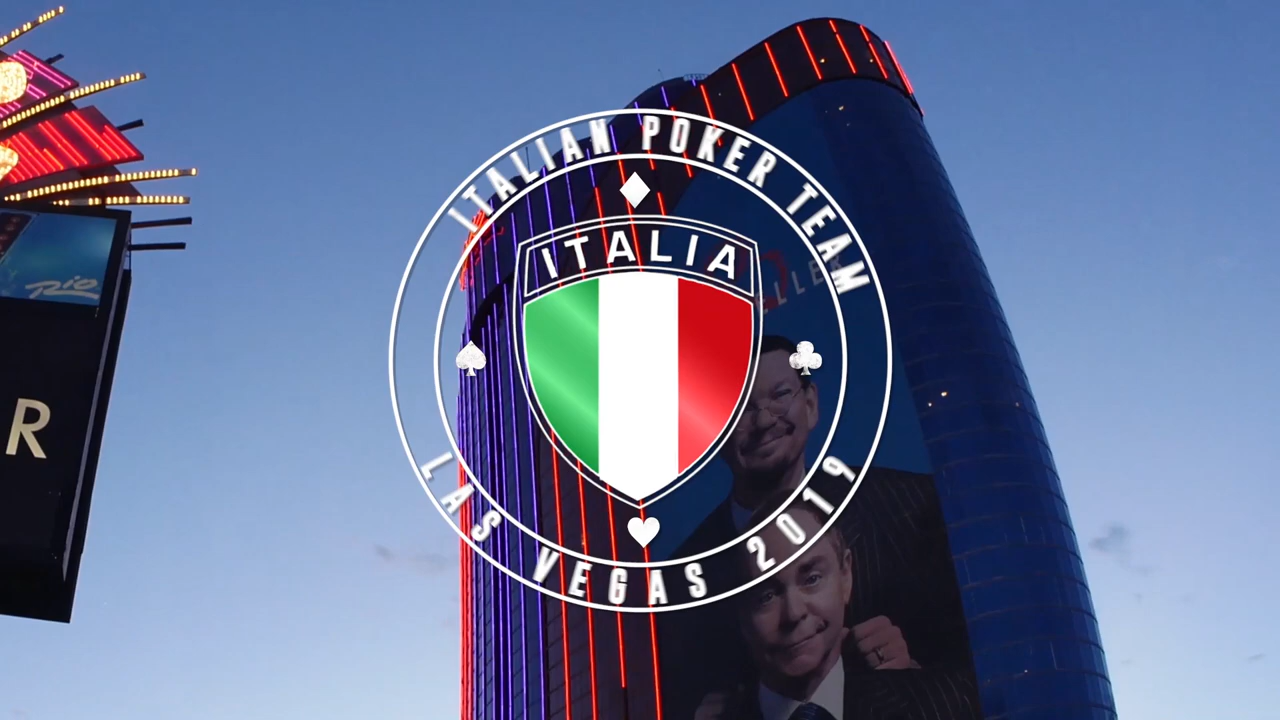 ITALIAN POKER TEAM
ITALIA
LAS VEGAS 2019
Rio
R